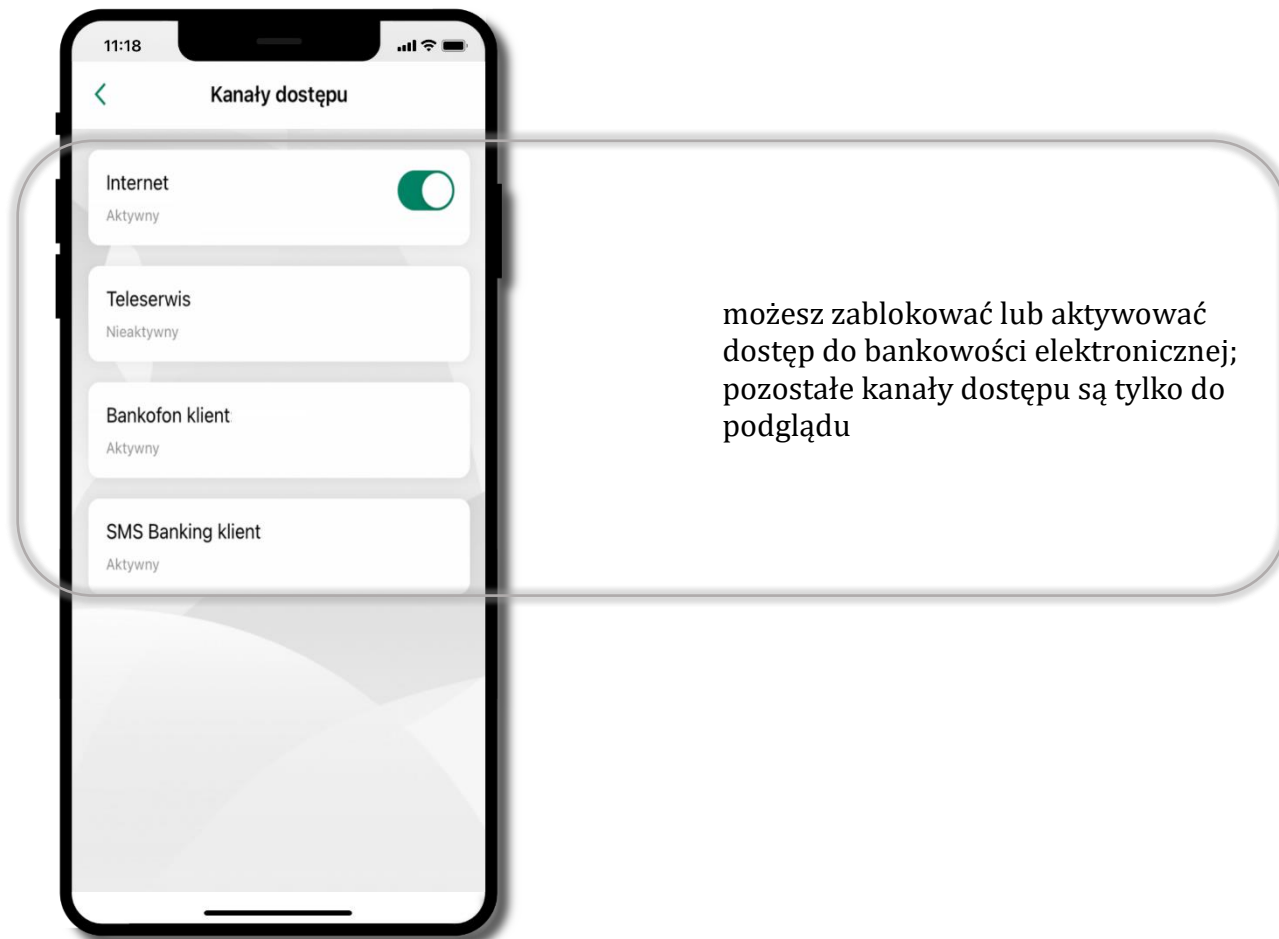 11:18
Kanały dostępu
Internet
Aktywny
Teleserwis
Nieaktywny
Bankofon klient
Aktywny
SMS Banking klient
Aktywny
możesz zablokować lub aktywować
dostęp do bankowości elektronicznej;
pozostałe kanały dostępu są tylko do
podglądu